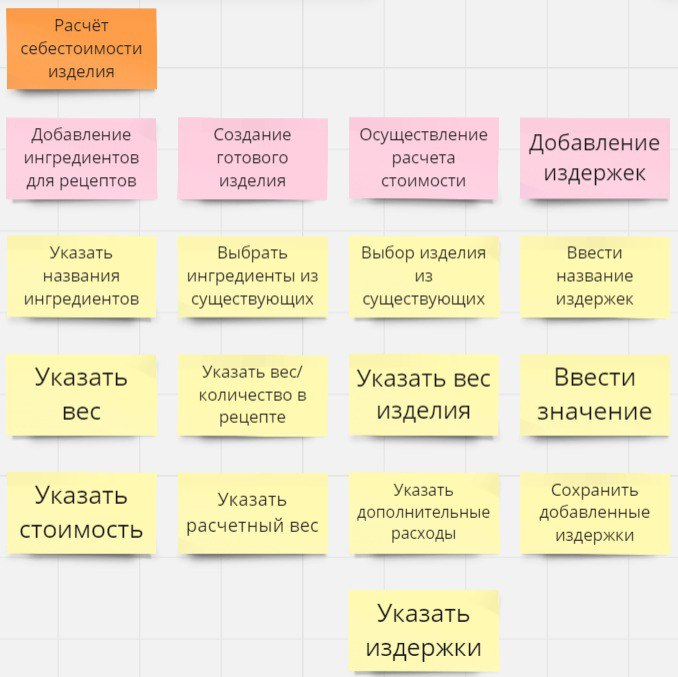 Расчёт
себестоимости
изделия
Добавление
ингредиентов
для рецептов
Создание
готового
изделия
Осуществление
расчета
стоимости
Добавление
издержек
Указать
названия
ингредиентов
Выбрать
ингредиенты из
существующих
Выбор изделия
из
существующих
Ввести
название
издержек
Указать
вес
Указать вес/
количество в
рецепте
Указать вес
изделия
Ввести
значение
Указать
стоимость
Указать
расчетный вес
Указать
дополнительные
расходы
Сохранить
добавленные
издержки
Указать
издержки